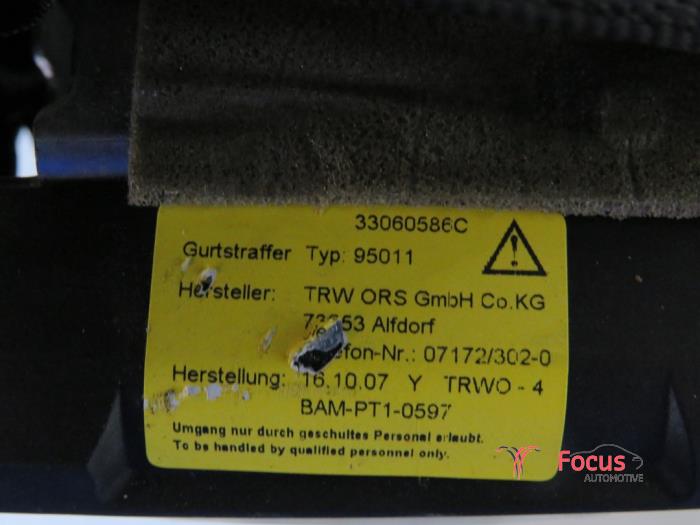 33060586C
Gurtstraffer Typ: 95011
Hersteller: TRW ORS GmbH Co.KG
Alfdorf
07172/302-0
Herstellung: 16.10.07 Y TRWO - 4
BAM-PT1-0597
Umgang nur durch geschultes Personal erlaubt.
To be handled by qualified personnel only.
FOCUS
AUTOMOTIVE